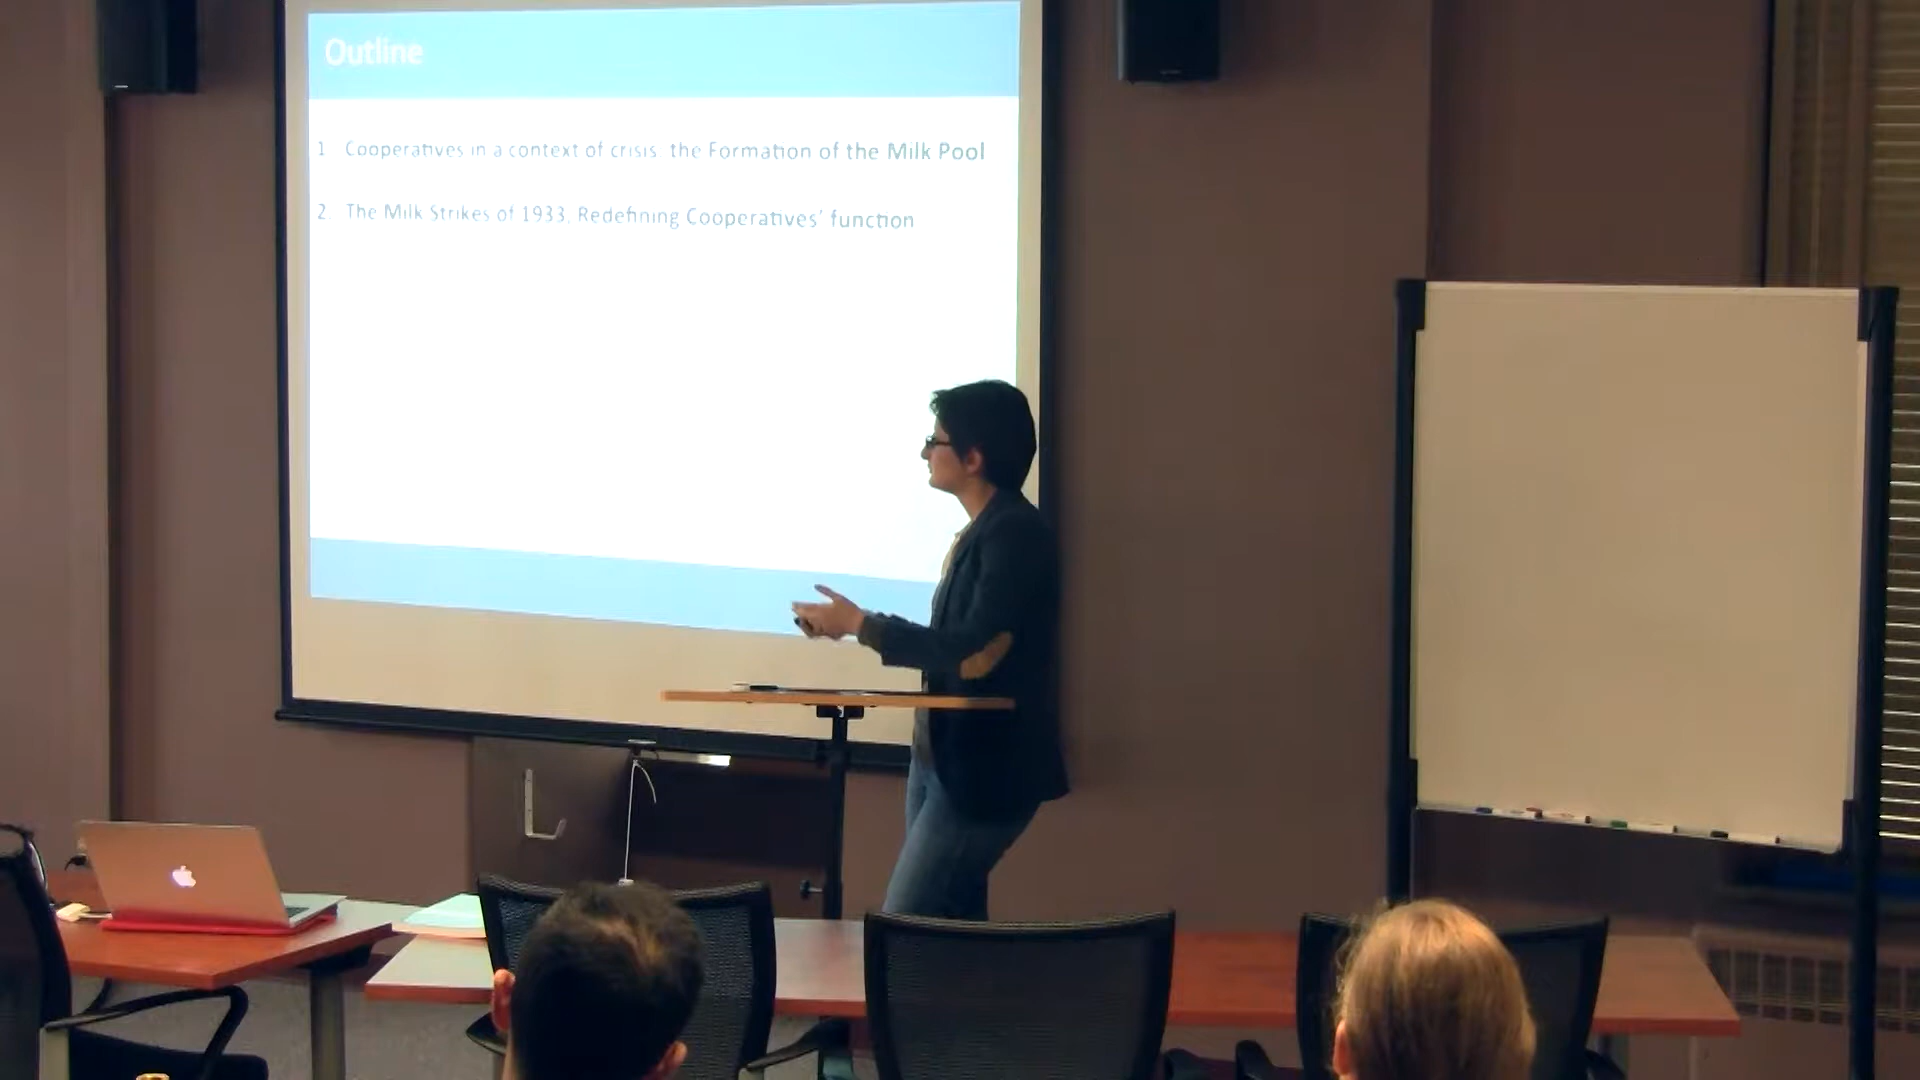 Outline
1. Cooperatives in a context of crisis: the Formation of the Milk Pool
2. The Milk Strikes of 1933, Redefining Cooperatives' function